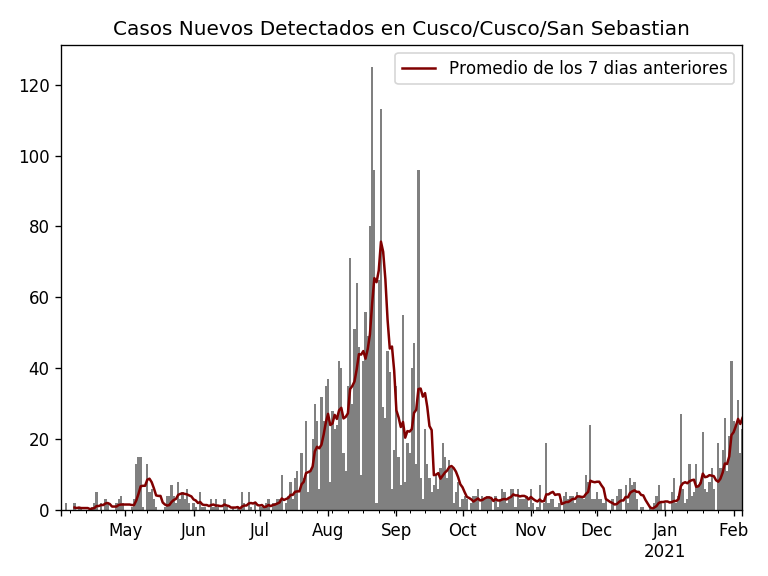 Casos Nuevos Detectados en Cusco/Cusco/San Sebastian
Promedio de los 7 dias anteriores
120
100
80
60
40
20
0
May Jun Jul Aug Sep Oct Nov Dec Jan Feb
2021